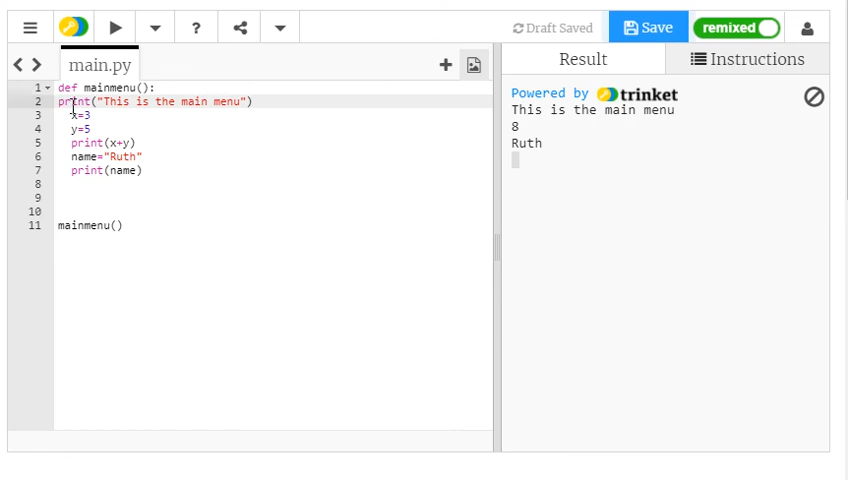 ? Draft Saved Save remixed
main.py Result Instructions
1 def mainmenu():
2 print("This is the main menu")
3 x=3
4 y=5
5 print(x+y)
6 name="Ruth"
7 print(name)
8
9
10
11 mainmenu()
Powered by trinket
This is the main menu
8
Ruth